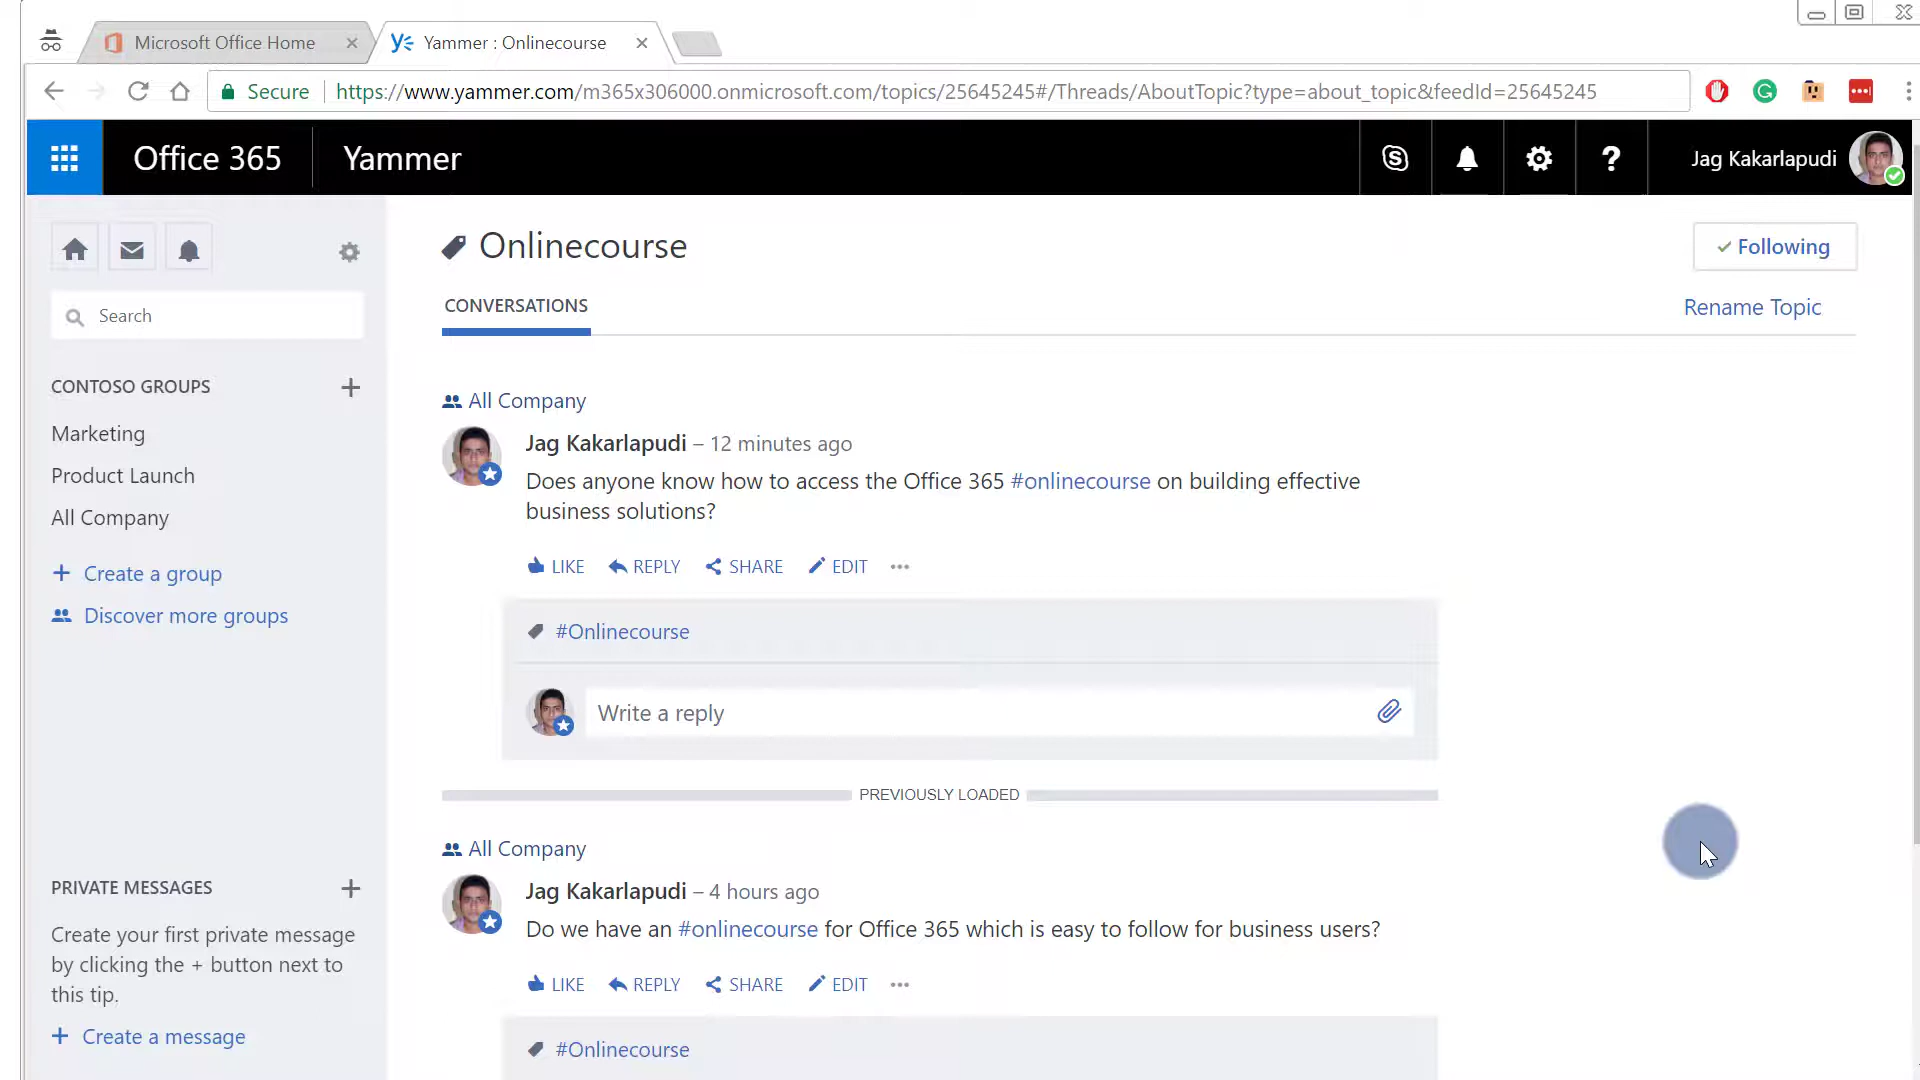 Microsoft Office Home
Yammer : Onlinecourse
Secure
https://www.yammer.com/m365x306000.onmicrosoft.com/topics/25645245#/Threads/AboutTopic?type=about_topic&feedId=25645245
Office 365
Yammer
Jag Kakarlapudi
Onlinecourse
Following
Search
CONVERSATIONS
Rename Topic
CONTOSO GROUPS
Marketing
Product Launch
All Company
Create a group
Discover more groups
All Company
Jag Kakarlapudi – 12 minutes ago
Does anyone know how to access the Office 365 #onlinecourse on building effective
business solutions?
LIKE REPLY SHARE EDIT
#Onlinecourse
Write a reply
PREVIOUSLY LOADED
All Company
Jag Kakarlapudi – 4 hours ago
Do we have an #onlinecourse for Office 365 which is easy to follow for business users?
LIKE REPLY SHARE EDIT
#Onlinecourse
PRIVATE MESSAGES
Create your first private message
by clicking the + button next to
this tip.
Create a message